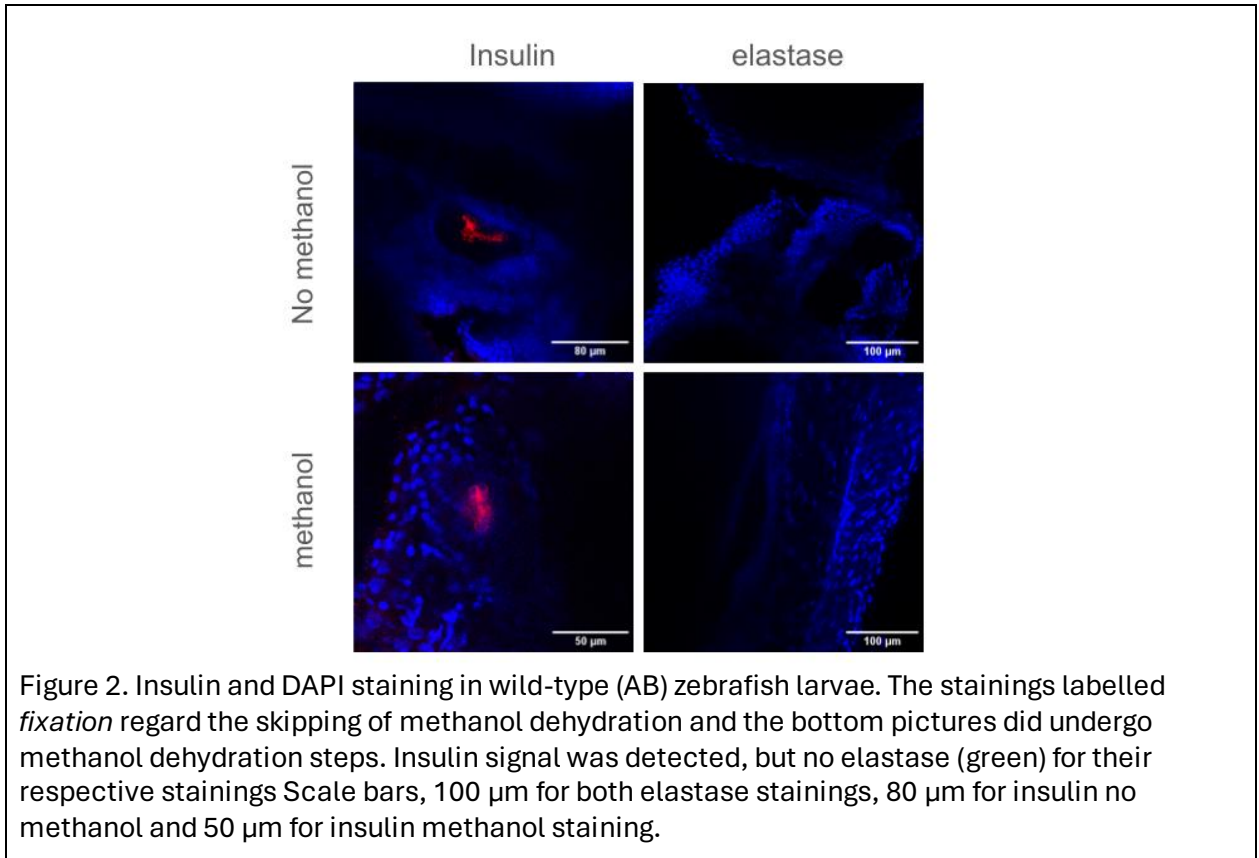 Insulin
elastase
No methanol
80 µm
100 µm
methanol
50 µm
100 µm
Figure 2. Insulin and DAPI staining in wild-type (AB) zebrafish larvae. The stainings labelled
fixation regard the skipping of methanol dehydration and the bottom pictures did undergo
methanol dehydration steps. Insulin signal was detected, but no elastase (green) for their
respective stainings Scale bars, 100 µm for both elastase stainings, 80 µm for insulin no
methanol and 50 µm for insulin methanol staining.